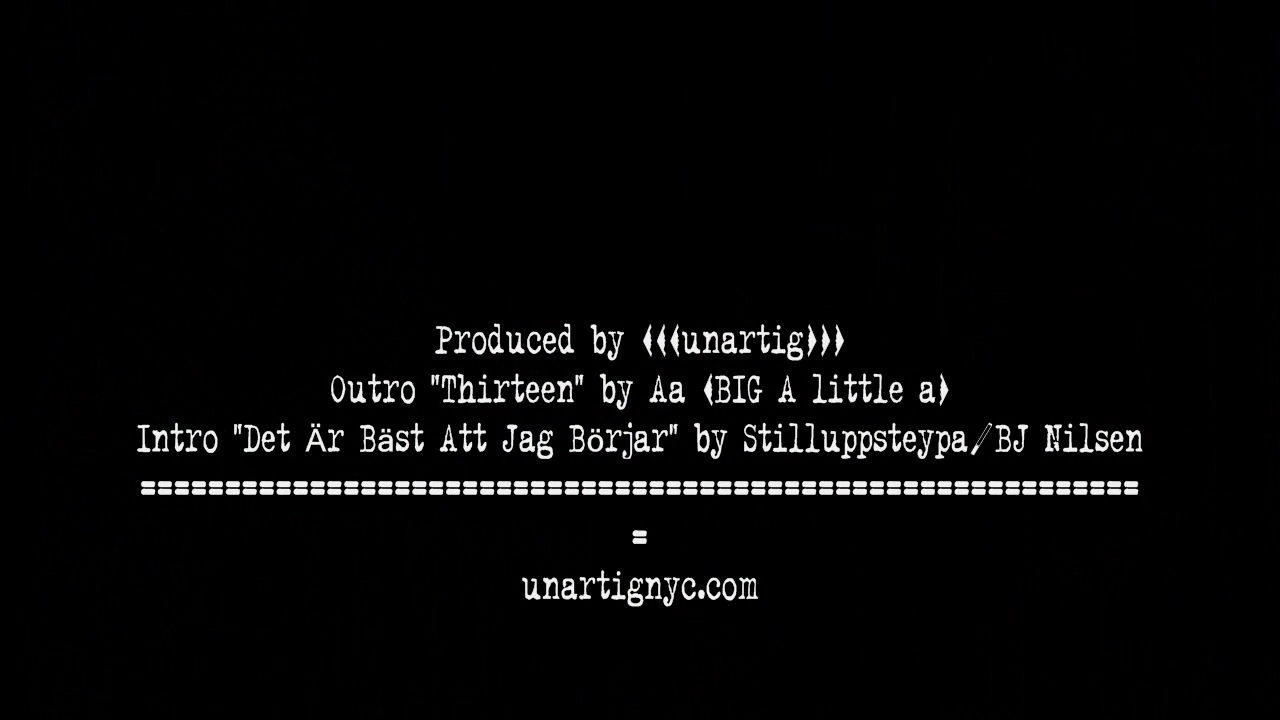 Produced by (((unartig)))
Outro "Thirteen" by Aa (BIG A little a)
Intro "Det Är Bäst Att Jag Börjar" by Stilluppsteypa/BJ Nilsen
===========================================================
=
unartignyc.com